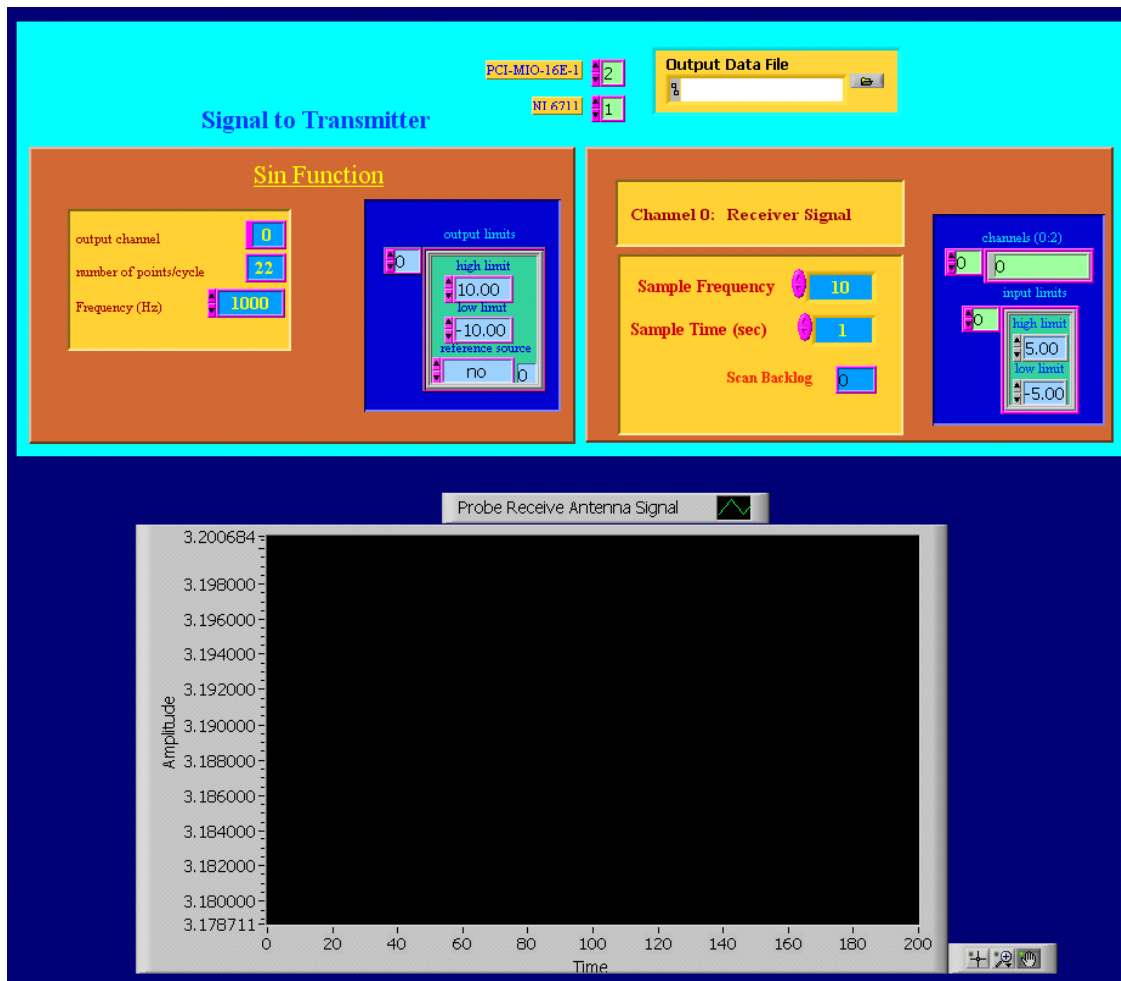 PCI-MIO-16E-1
2
Output Data File
NI 6711
1
Signal to Transmitter
Sin Function
output channel
0
number of points/cycle
22
Frequency (Hz)
1000
output limits
0
high limit
10.00
low limit
-10.00
reference source
no
0
Channel 0: Receiver Signal
Sample Frequency
10
Sample Time (sec)
1
Scan Backlog
0
channels (0:2)
0
0
input limits
0
high limit
5.00
low limit
-5.00
Probe Receive Antenna Signal
Amplitude
3.200684
3.198000
3.196000
3.194000
3.192000
3.190000
3.188000
3.186000
3.184000
3.182000
3.180000
3.178711
0 20 40 60 80 100 120 140 160 180 200
Time